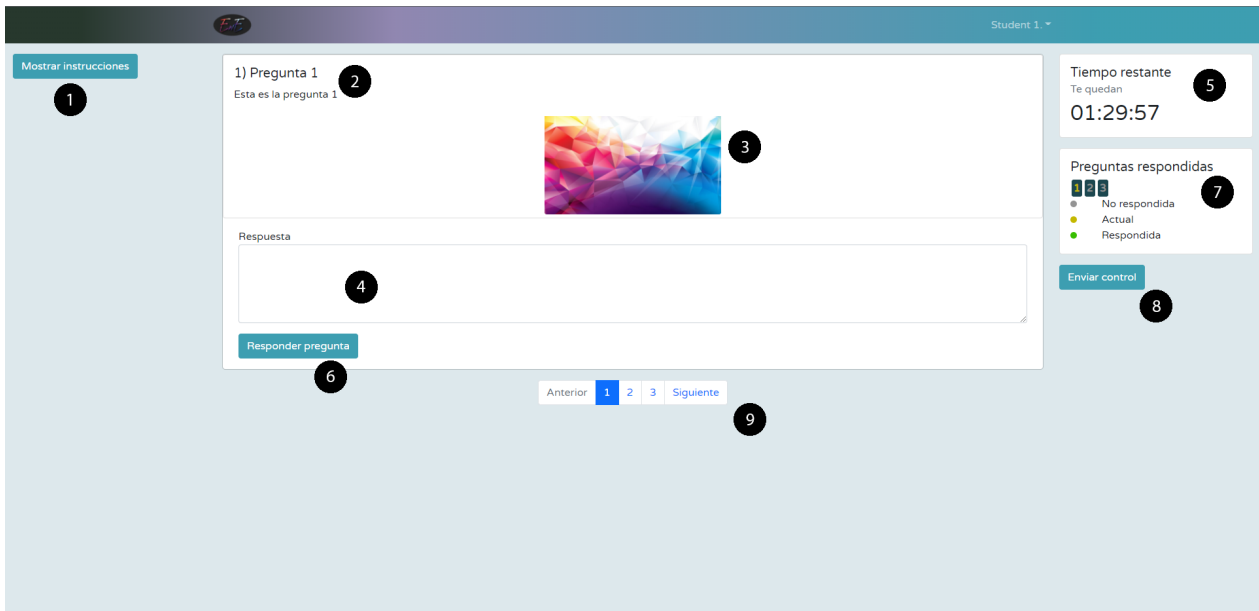 Student 1.
Mostrar instrucciones
1
1) Pregunta 1
2
Esta es la pregunta 1
3
Respuesta
4
Responder pregunta
6
Anterior 1 2 3 Siguiente
9
Tiempo restante
5
Te quedan
01:29:57
Preguntas respondidas
1 2 3
7
No respondida
Actual
Respondida
Enviar control
8